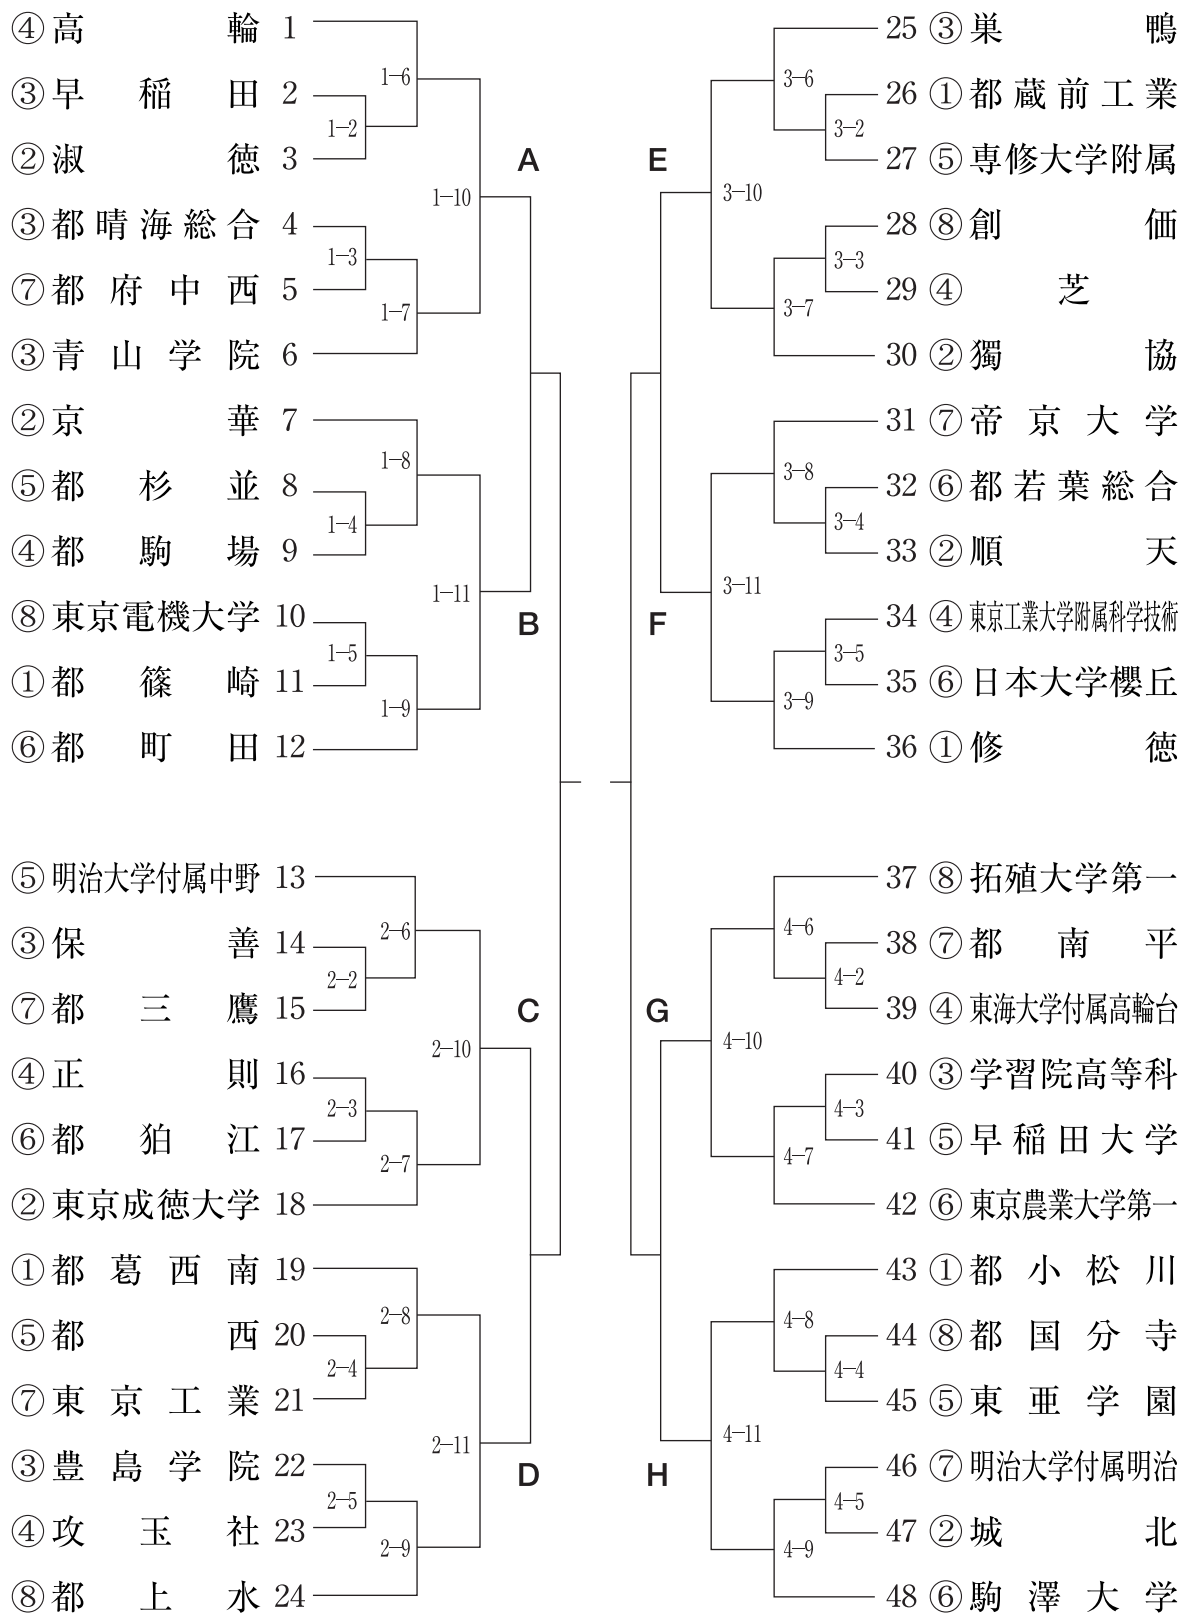 ④高輪 1
③早稲田 2
②淑徳 3
③都晴海総合 4
⑦都府中西 5
③青山学院 6
②京華 7
⑤都杉並 8
④都駒場 9
⑧東京電機大学 10
①都篠崎 11
⑥都町田 12
1-6
1-2
1-10
1-3
1-7
1-8
1-4
1-11
1-5
1-9
A
B
⑤明治大学付属中野 13
③保善 14
⑦都三鷹 15
④正則 16
⑥都狛江 17
②東京成徳大学 18
①都葛西南 19
⑤都西 20
⑦東京工業 21
③豊島学院 22
④攻玉社 23
⑧都上水 24
2-6
2-2
2-10
2-3
2-7
2-8
2-4
2-11
2-5
2-9
C
D
E
F
3-6
3-2
3-10
3-3
3-7
3-8
3-4
3-11
3-5
3-9
25 ③巣鴨
26 ①都蔵前工業
27 ⑤専修大学附属
28 ⑧創価
29 ④芝
30 ②獨協
31 ⑦帝京大学
32 ⑥都若葉総合
33 ②順天
34 ④東京工業大学附属科学技術
35 ⑥日本大学櫻丘
36 ①修徳
G
H
4-6
4-2
4-10
4-3
4-7
4-8
4-4
4-11
4-5
4-9
37 ⑧拓殖大学第一
38 ⑦都南平
39 ④東海大学付属高輪台
40 ③学習院高等科
41 ⑤早稲田大学
42 ⑥東京農業大学第一
43 ①都小松川
44 ⑧都国分寺
45 ⑤東亜学園
46 ⑦明治大学付属明治
47 ②城北
48 ⑥駒澤大学